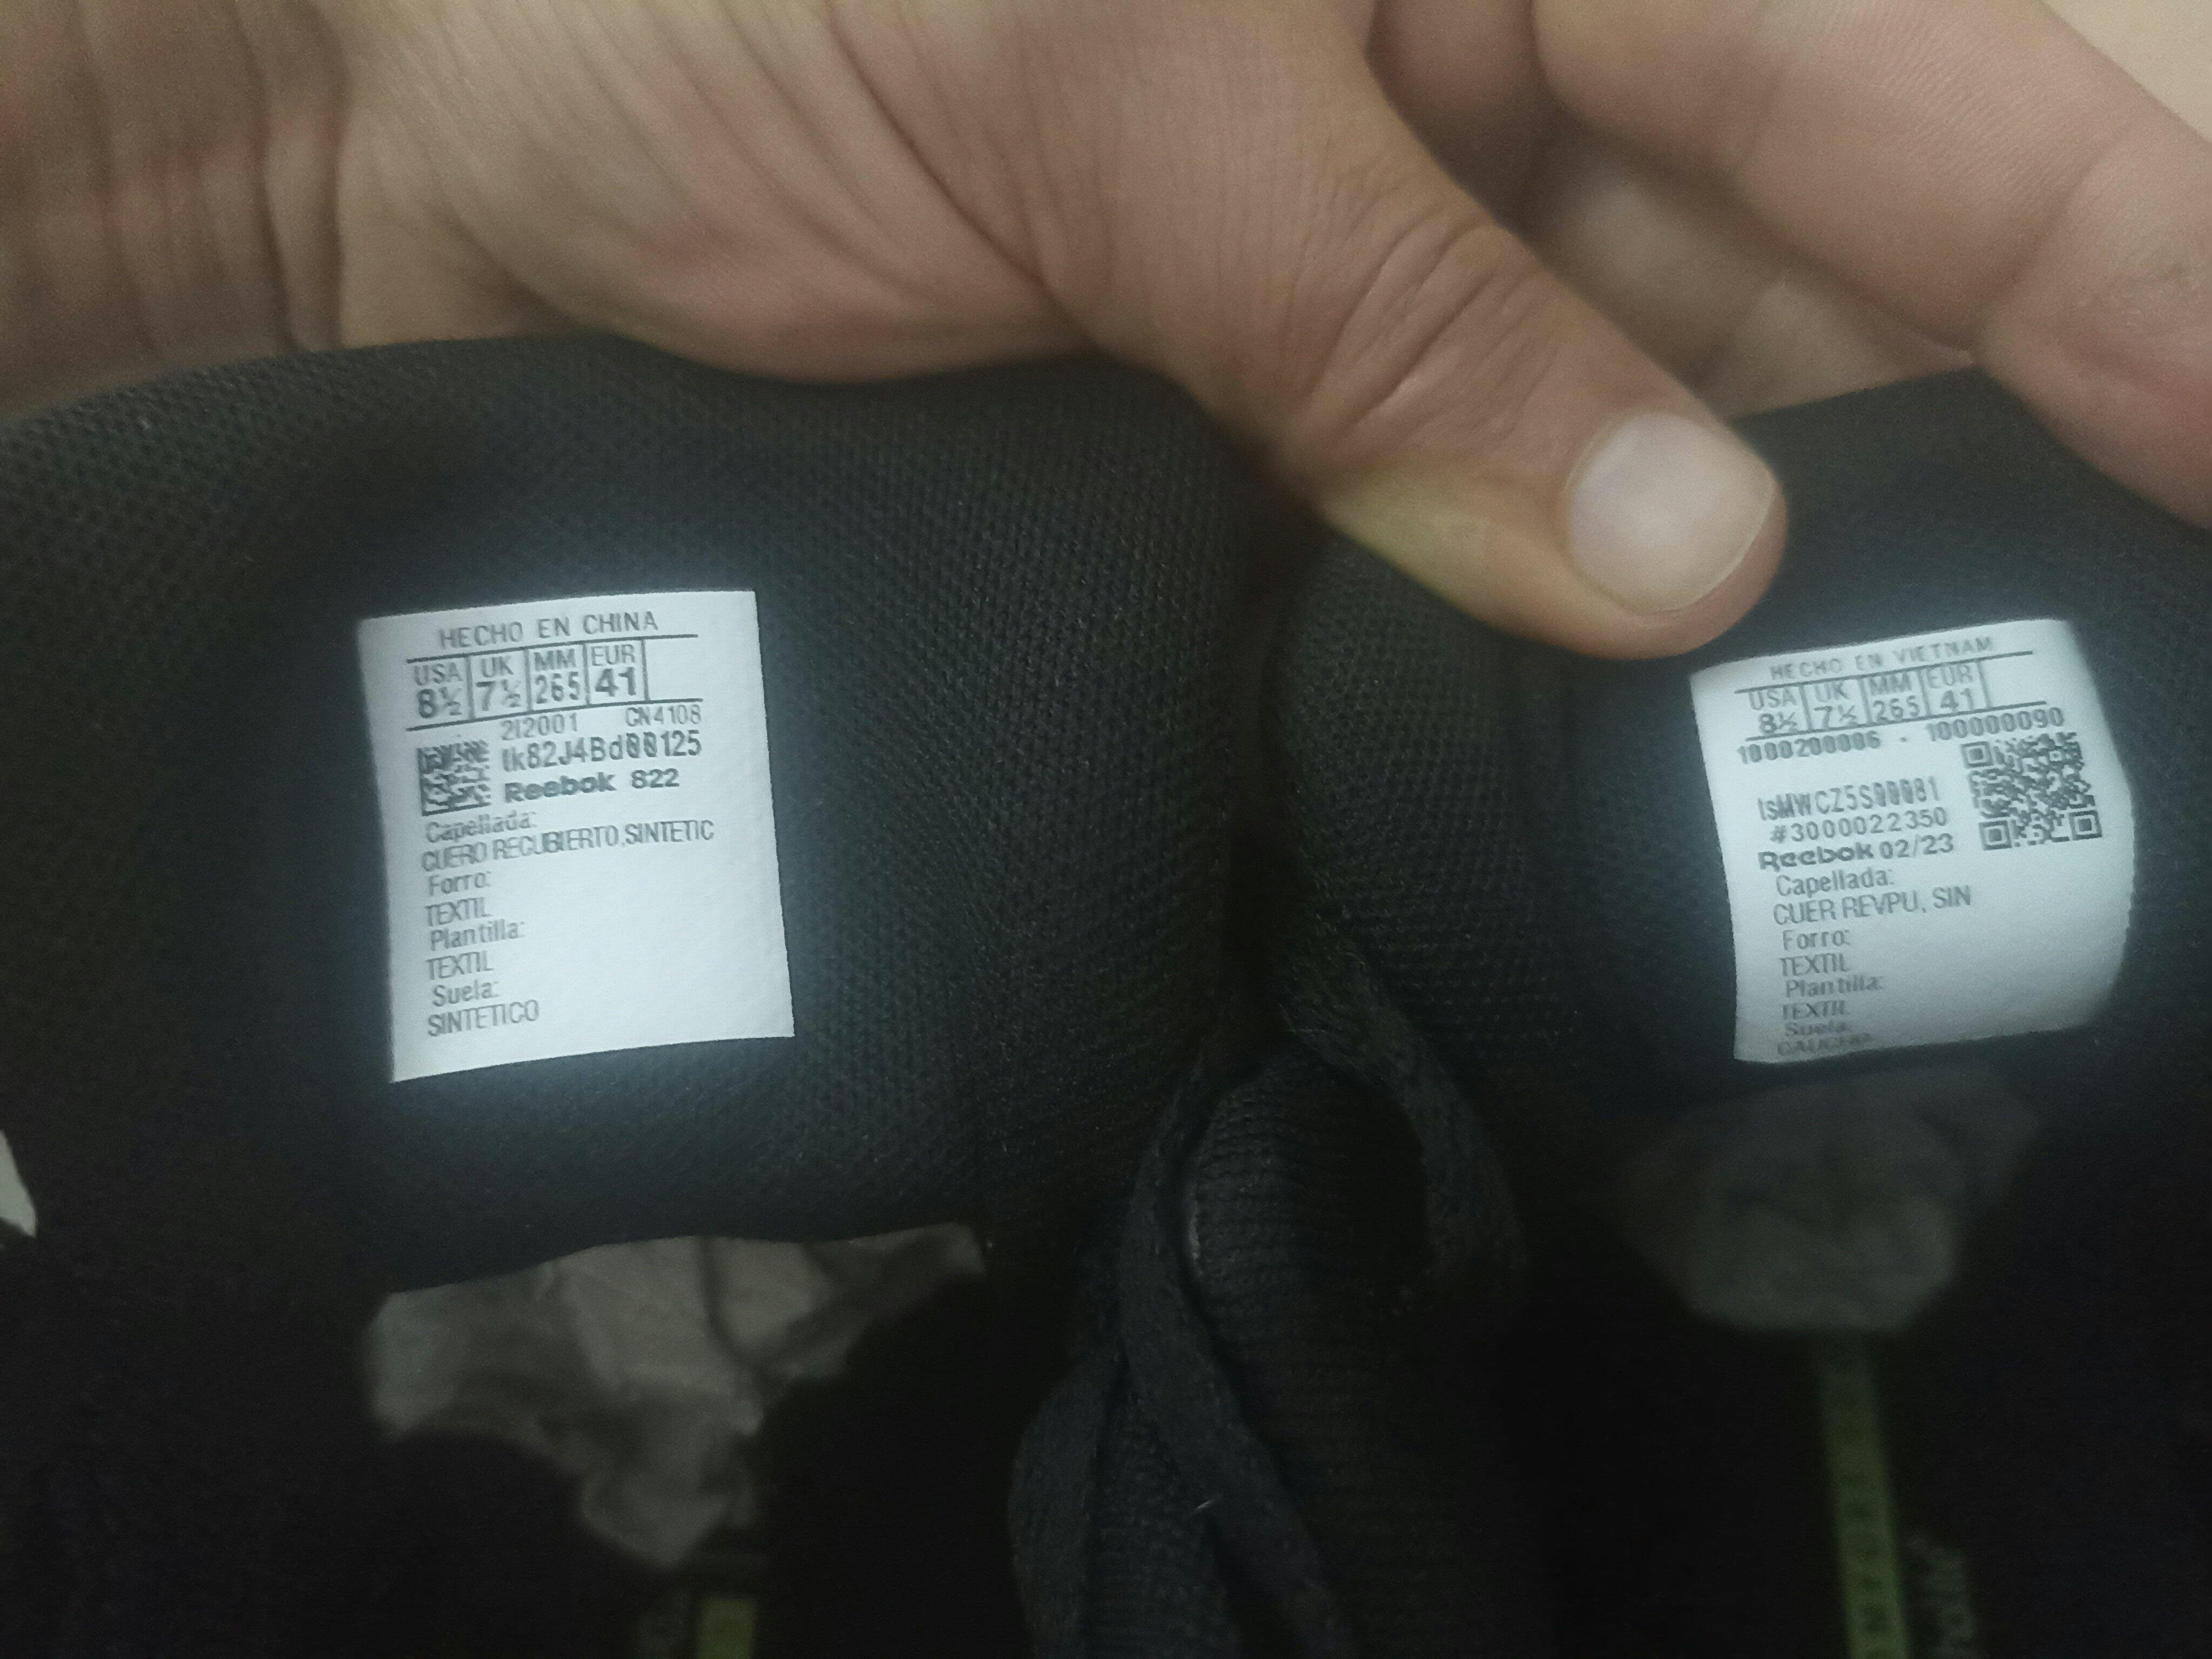 HECHO EN CHINA
USA UK MM EUR
8½ 7½ 265 41
2I2001 CN4108
tk82J4Bd00125
Reebok 822
Capellada:
CUERO RECUBIERTO,SINTETIC
Forro:
TEXTIL
Plantilla:
TEXTIL
Suela:
SINTETICO
HECHO EN VIETNAM
USA UK MM EUR
8½ 7½ 265 41
1000200006 - 100000090
tsMWCZ5S00081
#3000022350
Reebok 02/23
Capellada:
CUER REVPU, SIN
Forro:
TEXTIL
Plantilla:
TEXTIL
Suela:
CAUCHO